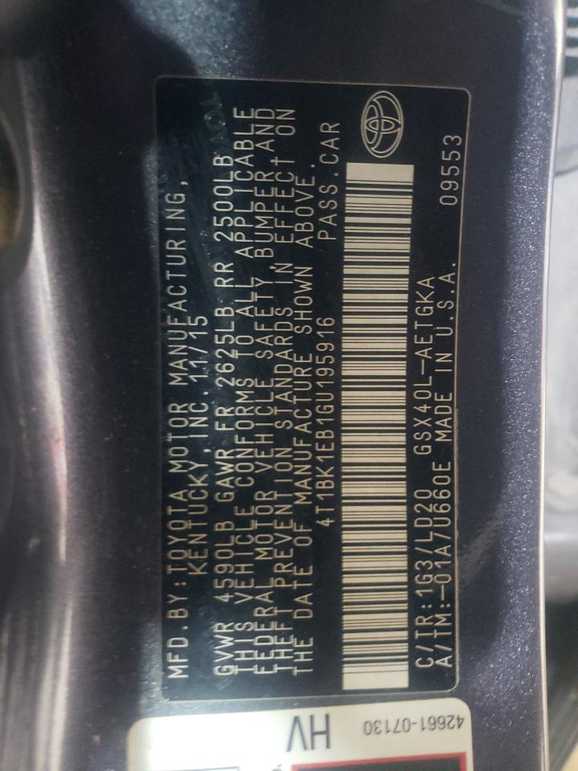 MFD.BY:TOYOTA MOTOR MANUFACTURING,
KENTUCKY,INC.11/15
GVWR 4590LB GAWR FR 2625LB RR 2500LB
THIS VEHICLE CONFORMS TO ALL APPLICABLE
FEDERAL MOTOR VEHICLE SAFETY,BUMPER,AND
THEFT PREVENTION STANDARDS IN EFFECT ON
THE DATE OF MANUFACTURE SHOWN ABOVE.
4T1BK1EB1GU195916 PASS.CAR
C/TR:1G3/LD20 GSX40L-AETGKA
A/TM:-01A/U660E MADE IN U.S.A. 09553
42661-07130
HV